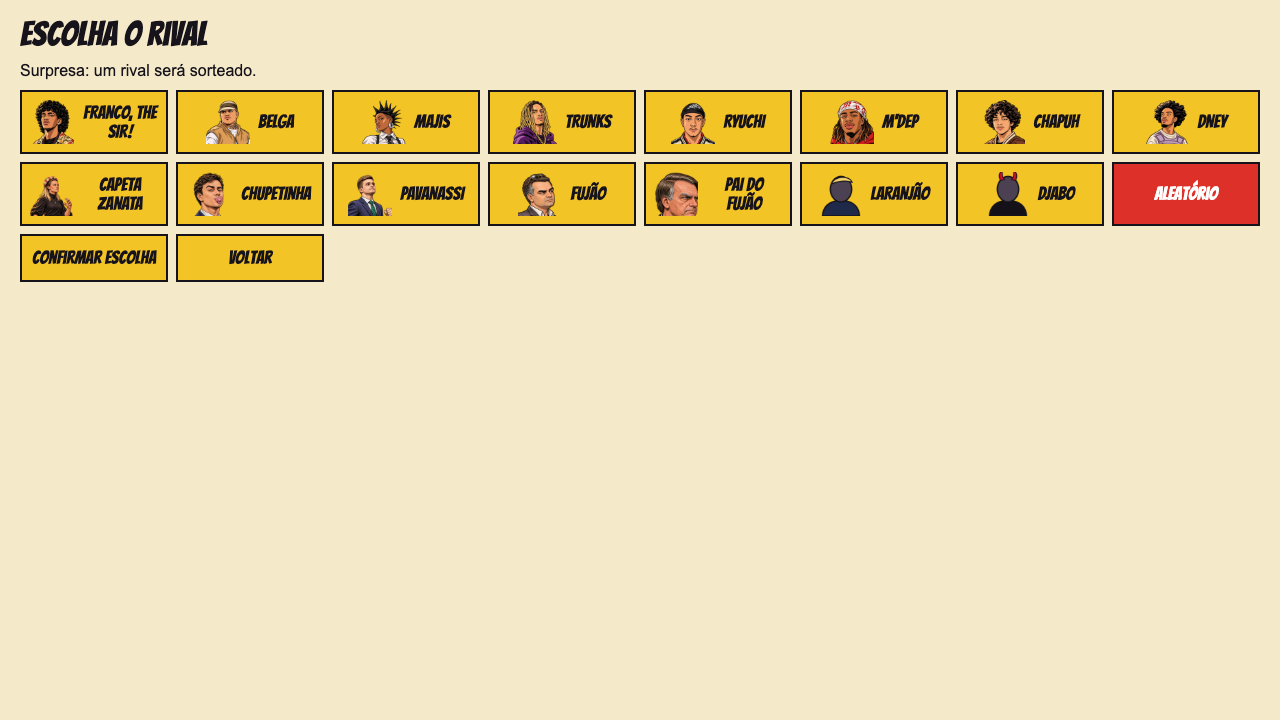 ESCOLHA O RIVAL
Surpresa: um rival será sorteado.
FRANCO, THE
SIR!
BELGA
MAJIS
TRUNKS
RYUCHI
M'DEP
CHAPUH
DNEY
CAPETA
ZANATA
CHUPETINHA
PAVANASSI
FUJÃO
PAI DO
FUJÃO
LARANJÃO
DIABO
ALEATÓRIO
CONFIRMAR ESCOLHA
VOLTAR